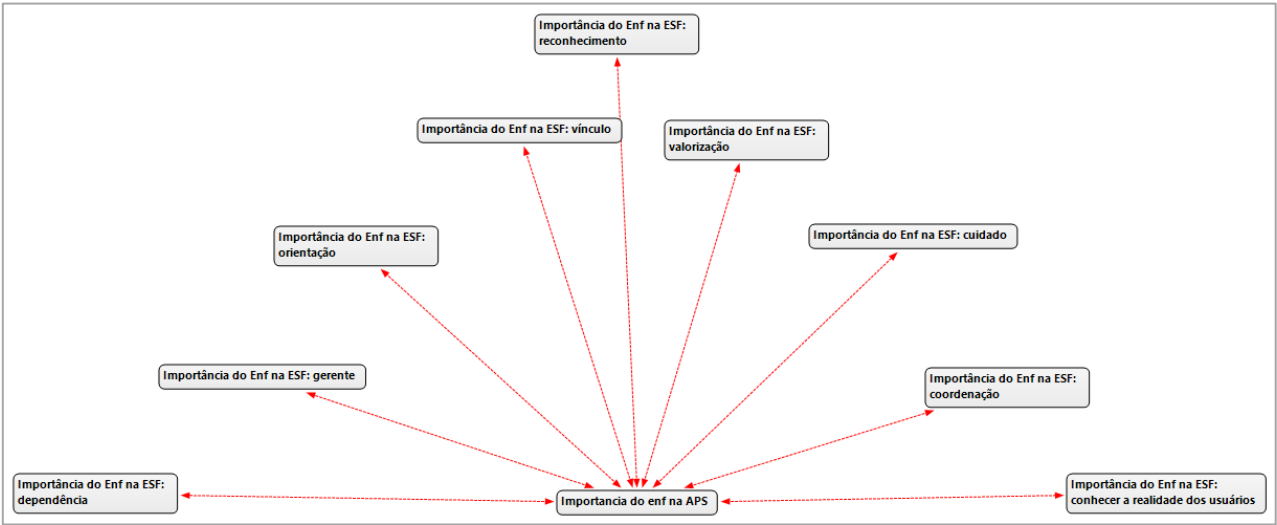 Importância do Enf na ESF:
reconhecimento
Importância do Enf na ESF: vínculo
Importância do Enf na ESF:
valorização
Importância do Enf na ESF:
orientação
Importância do Enf na ESF: cuidado
Importância do Enf na ESF: gerente
Importância do Enf na ESF:
coordenação
Importância do Enf na ESF:
dependência
Importancia do enf na APS
Importância do Enf na ESF:
conhecer a realidade dos usuários